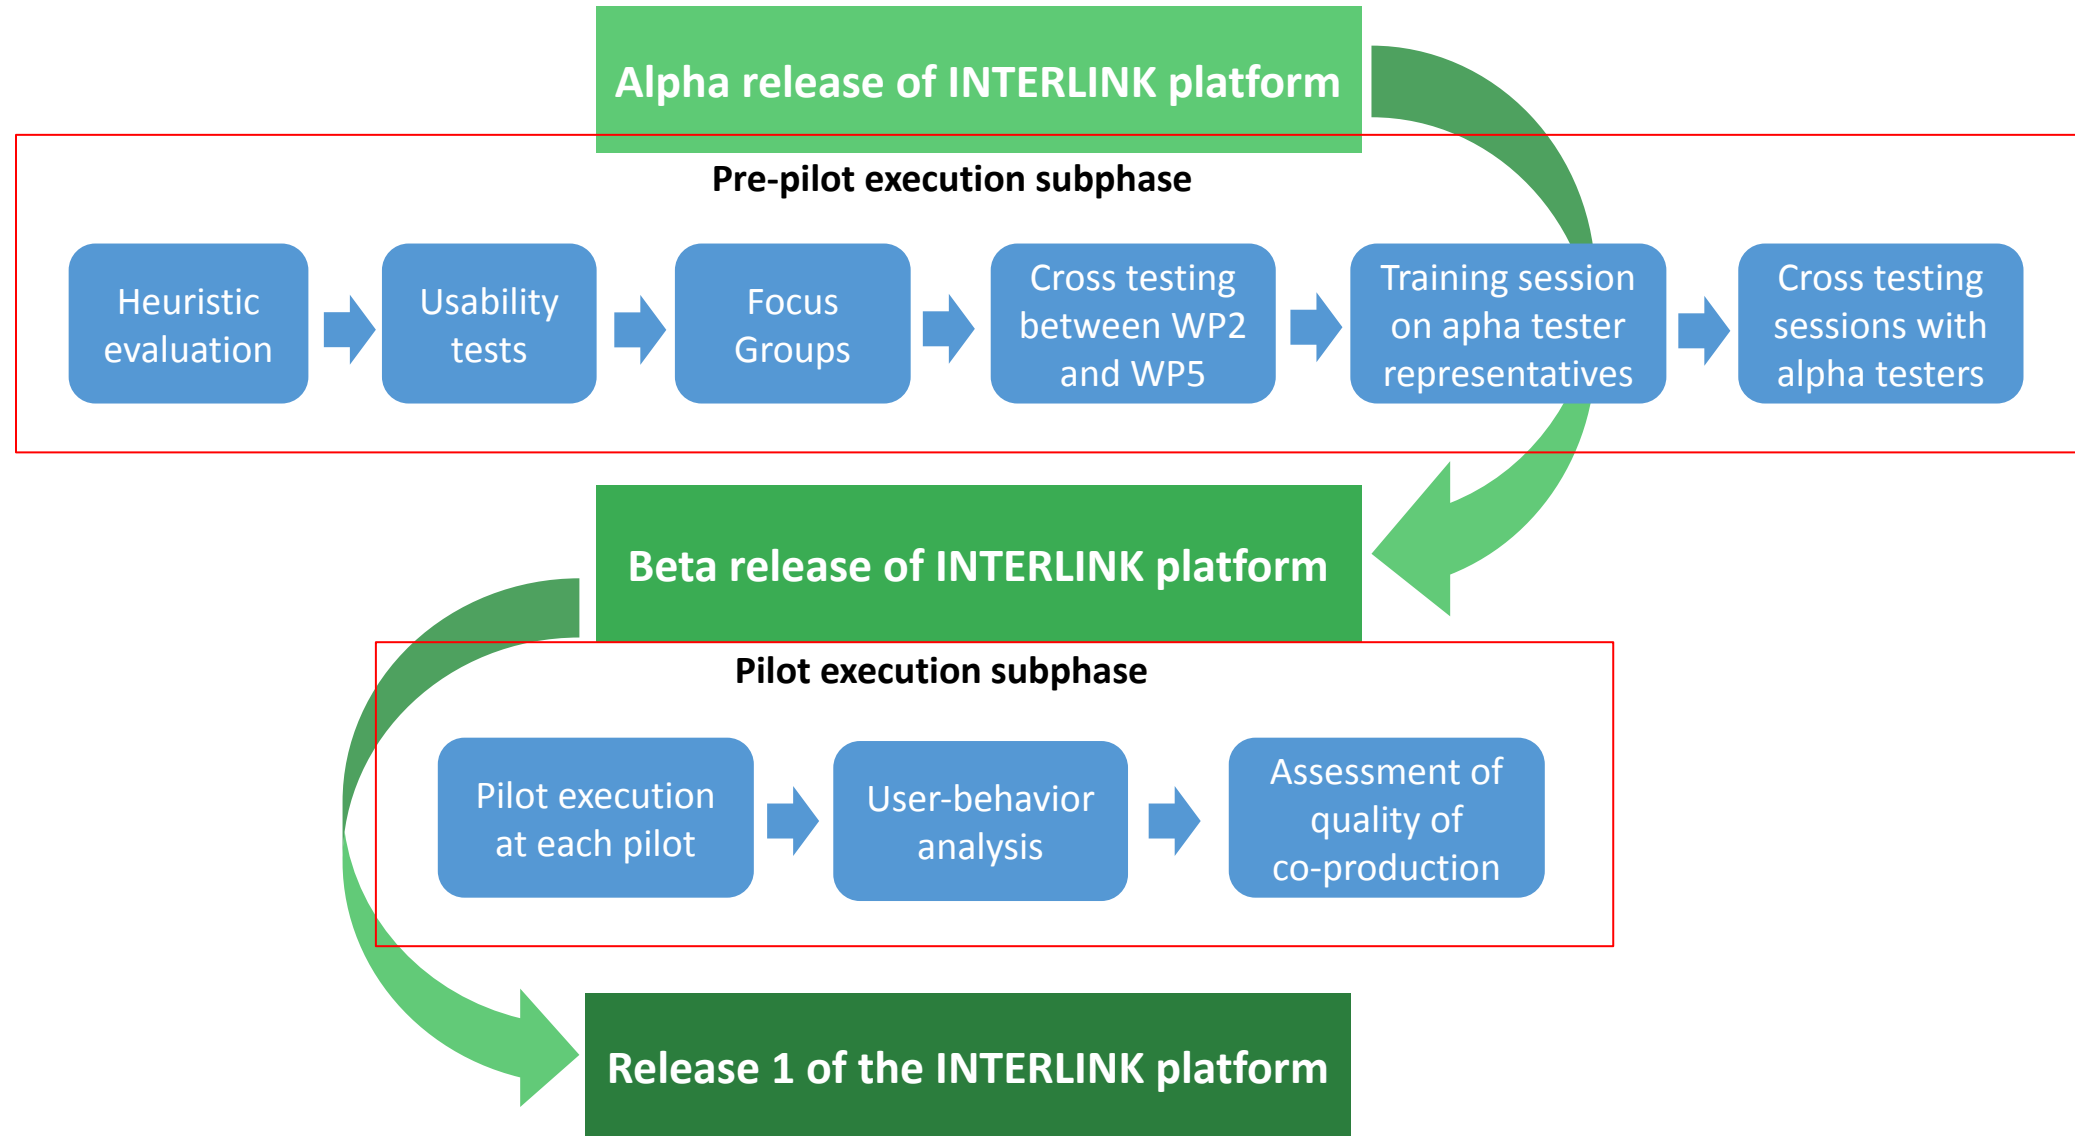 Alpha release of INTERLINK platform
Pre-pilot execution subphase
Heuristic
evaluation
Usability
tests
Focus
Groups
Cross testing
between WP2
and WP5
Training session
on apha tester
representatives
Cross testing
sessions with
alpha testers
Beta release of INTERLINK platform
Pilot execution subphase
Pilot execution
at each pilot
User-behavior
analysis
Assessment of
quality of
co-production
Release 1 of the INTERLINK platform